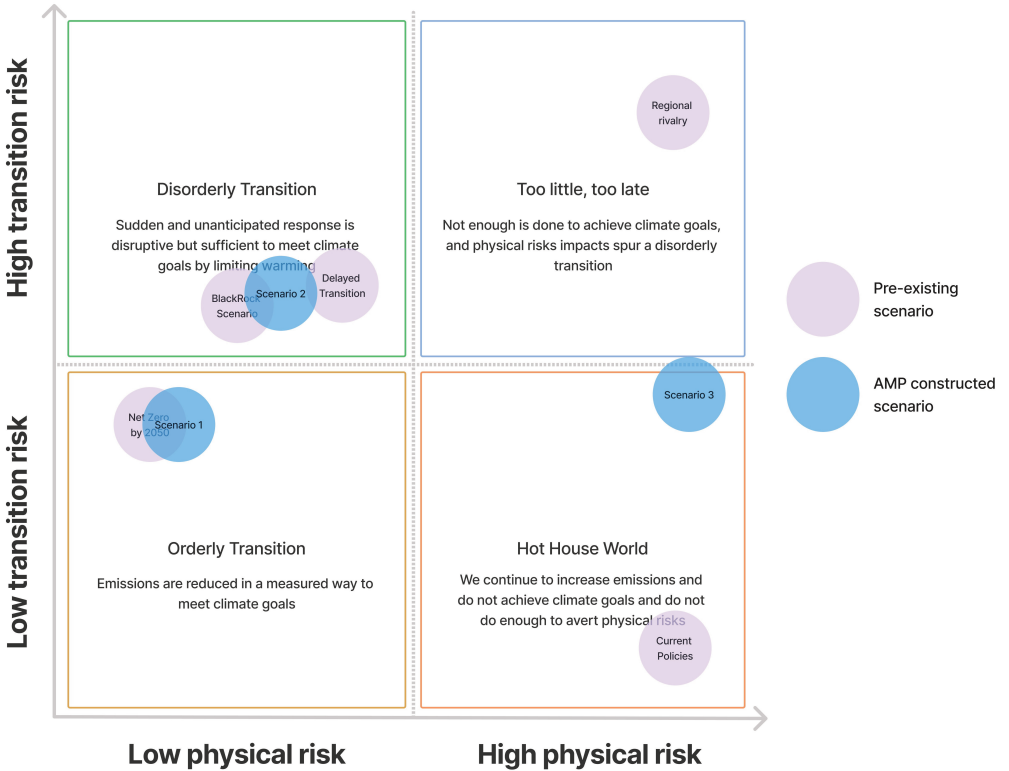 High transition risk
Low transition risk
Disorderly Transition
Sudden and unanticipated response is
disruptive but sufficient to meet climate
goals by limiting warming
BlackRock
Scenario
Scenario 2
Delayed
Transition
Regional
rivalry
Too little, too late
Not enough is done to achieve climate goals,
and physical risks impacts spur a disorderly
transition
Net Zero
by 2050
Scenario 1
Orderly Transition
Emissions are reduced in a measured way to
meet climate goals
Scenario 3
Hot House World
We continue to increase emissions and
do not achieve climate goals and do not
do enough to avert physical risks
Current
Policies
Pre-existing
scenario
AMP constructed
scenario
Low physical risk
High physical risk